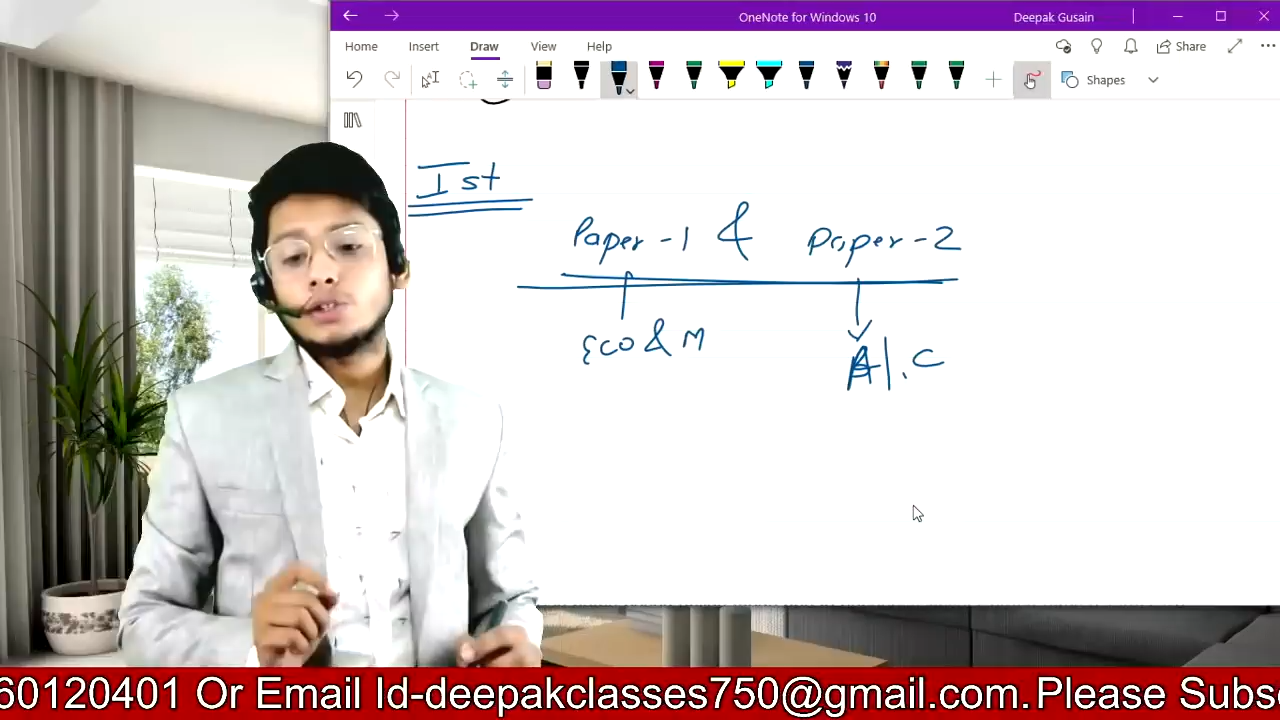 OneNote for Windows 10 Deepak Gusain
Home Insert Draw View Help Share
Shapes
Ist
Paper-1 & Paper-2
Eco & M
A/.C
60120401 Or Email Id-deepakclasses750@gmail.com.Please Subs